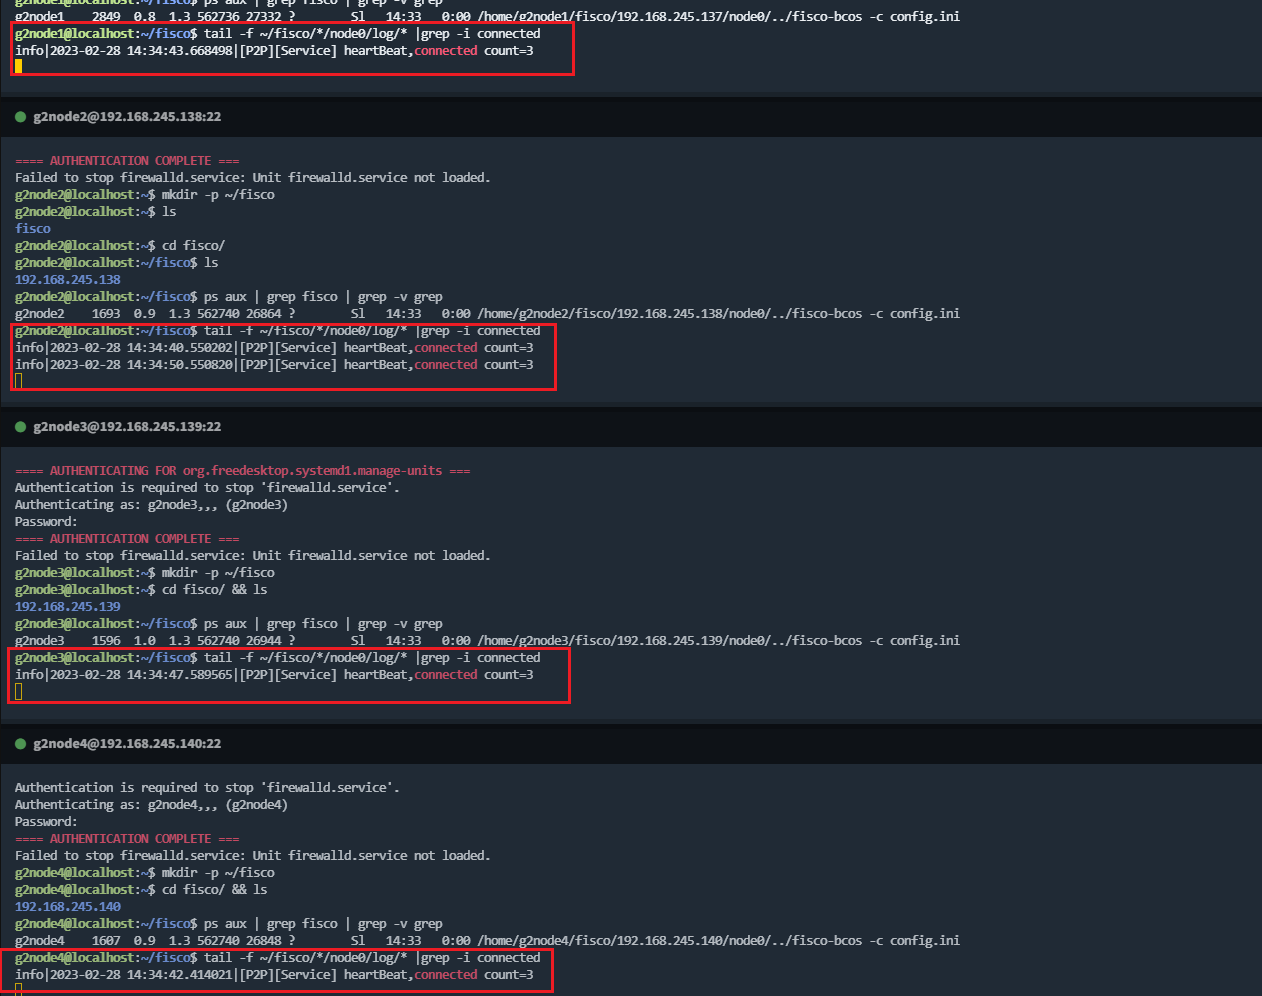 ps aux | grep fisco | grep -v grep
g2node1    2849  0.8  1.3 562736 27332 ?        Sl   14:33   0:00 /home/g2node1/fisco/192.168.245.137/node0/../fisco-bcos -c config.ini
g2node1@localhost:~/fisco$ tail -f ~/fisco/*/node0/log/* |grep -i connected
info|2023-02-28 14:34:43.668498|[P2P][Service] heartBeat,connected count=3
g2node2@192.168.245.138:22
==== AUTHENTICATION COMPLETE ===
Failed to stop firewalld.service: Unit firewalld.service not loaded.
g2node2@localhost:~$ mkdir -p ~/fisco
g2node2@localhost:~$ ls
fisco
g2node2@localhost:~$ cd fisco/
g2node2@localhost:~/fisco$ ls
192.168.245.138
g2node2@localhost:~/fisco$ ps aux | grep fisco | grep -v grep
g2node2    1693  0.9  1.3 562740 26864 ?        Sl   14:33   0:00 /home/g2node2/fisco/192.168.245.138/node0/../fisco-bcos -c config.ini
g2node2@localhost:~/fisco$ tail -f ~/fisco/*/node0/log/* |grep -i connected
info|2023-02-28 14:34:40.550202|[P2P][Service] heartBeat,connected count=3
info|2023-02-28 14:34:50.550820|[P2P][Service] heartBeat,connected count=3
g2node3@192.168.245.139:22
==== AUTHENTICATING FOR org.freedesktop.systemd1.manage-units ===
Authentication is required to stop 'firewalld.service'.
Authenticating as: g2node3,,, (g2node3)
Password:
==== AUTHENTICATION COMPLETE ===
Failed to stop firewalld.service: Unit firewalld.service not loaded.
g2node3@localhost:~$ mkdir -p ~/fisco
g2node3@localhost:~$ cd fisco/ && ls
192.168.245.139
g2node3@localhost:~/fisco$ ps aux | grep fisco | grep -v grep
g2node3    1596  1.0  1.3 562740 26944 ?        Sl   14:33   0:00 /home/g2node3/fisco/192.168.245.139/node0/../fisco-bcos -c config.ini
g2node3@localhost:~/fisco$ tail -f ~/fisco/*/node0/log/* |grep -i connected
info|2023-02-28 14:34:47.589565|[P2P][Service] heartBeat,connected count=3
g2node4@192.168.245.140:22
Authentication is required to stop 'firewalld.service'.
Authenticating as: g2node4,,, (g2node4)
Password:
==== AUTHENTICATION COMPLETE ===
Failed to stop firewalld.service: Unit firewalld.service not loaded.
g2node4@localhost:~$ mkdir -p ~/fisco
g2node4@localhost:~$ cd fisco/ && ls
192.168.245.140
g2node4@localhost:~/fisco$ ps aux | grep fisco | grep -v grep
g2node4    1607  0.9  1.3 562740 26848 ?        Sl   14:33   0:00 /home/g2node4/fisco/192.168.245.140/node0/../fisco-bcos -c config.ini
g2node4@localhost:~/fisco$ tail -f ~/fisco/*/node0/log/* |grep -i connected
info|2023-02-28 14:34:42.414021|[P2P][Service] heartBeat,connected count=3